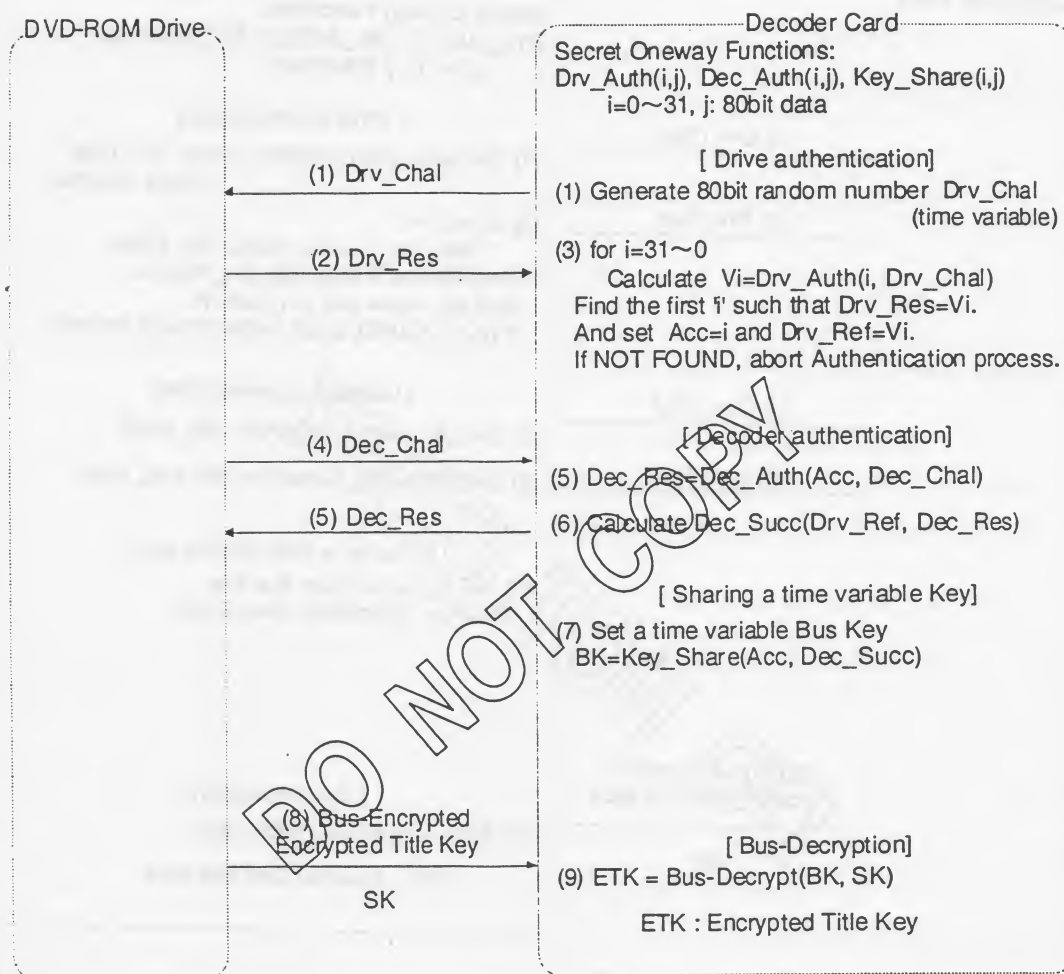 DVD-ROM Drive
Decoder Card
Secret Oneway Functions:
Drv_Auth(i,j), Dec_Auth(i,j), Key_Share(i,j)
i=0～31, j: 80bit data
[ Drive authentication]
(1) Drv_Chal
(1) Generate 80bit random number Drv_Chal
(time variable)
(2) Drv_Res
(3) for i=31～0
Calculate Vi=Drv_Auth(i, Drv_Chal)
Find the first 'i' such that Drv_Res=Vi.
And set Acc=i and Drv_Ref=Vi.
If NOT FOUND, abort Authentication process.
[ Decoder authentication]
(4) Dec_Chal
(5) Dec_Res=Dec_Auth(Acc, Dec_Chal)
(5) Dec_Res
(6) Calculate Dec_Succ(Drv_Ref, Dec_Res)
[ Sharing a time variable Key]
(7) Set a time variable Bus Key
BK=Key_Share(Acc, Dec_Succ)
(8) Bus-Encrypted
Encrypted Title Key
SK
[ Bus-Decryption]
(9) ETK = Bus-Decrypt(BK, SK)
ETK : Encrypted Title Key
DO NOT COPY